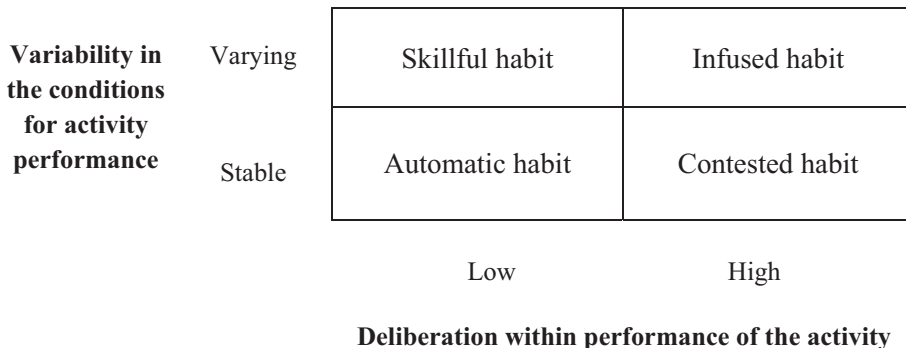 Variability in
the conditions
for activity
performance
Varying
Skillful habit
Infused habit
Stable
Automatic habit
Contested habit
Low
High
Deliberation within performance of the activity